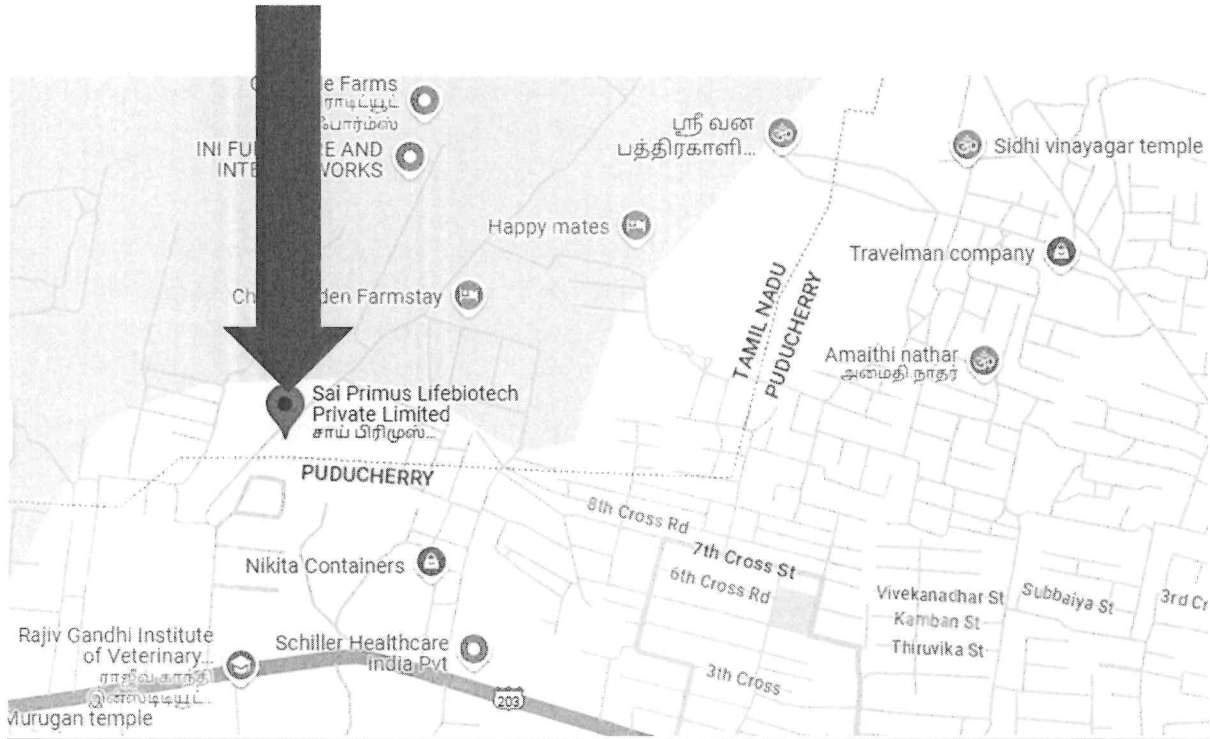 e Farms
ராடிட்யூட்
போர்ம்ஸ்
INI FU RE AND
INTE WORKS
ஸ்ரீ வன
பத்திரகாளி...
Sidhi vinayagar temple
Happy mates
Travelman company
Ch den Farmstay
TAMIL NADU
PUDUCHERRY
Amaithi nathar
அமைதி நாதர்
Sai Primus Lifebiotech
Private Limited
சாய் பிரிமுஸ்...
PUDUCHERRY
8th Cross Rd
7th Cross St
6th Cross Rd
Nikita Containers
Vivekanadhar St
Subbaiya St
3rd Cr
Kamban St
Thiruvika St
Rajiv Gandhi Institute
of Veterinary...
ராஜீவ் காந்தி
இன்ஸ்டிடியூட்...
Schiller Healthcare
india Pvt
3th Cross
203
Murugan temple